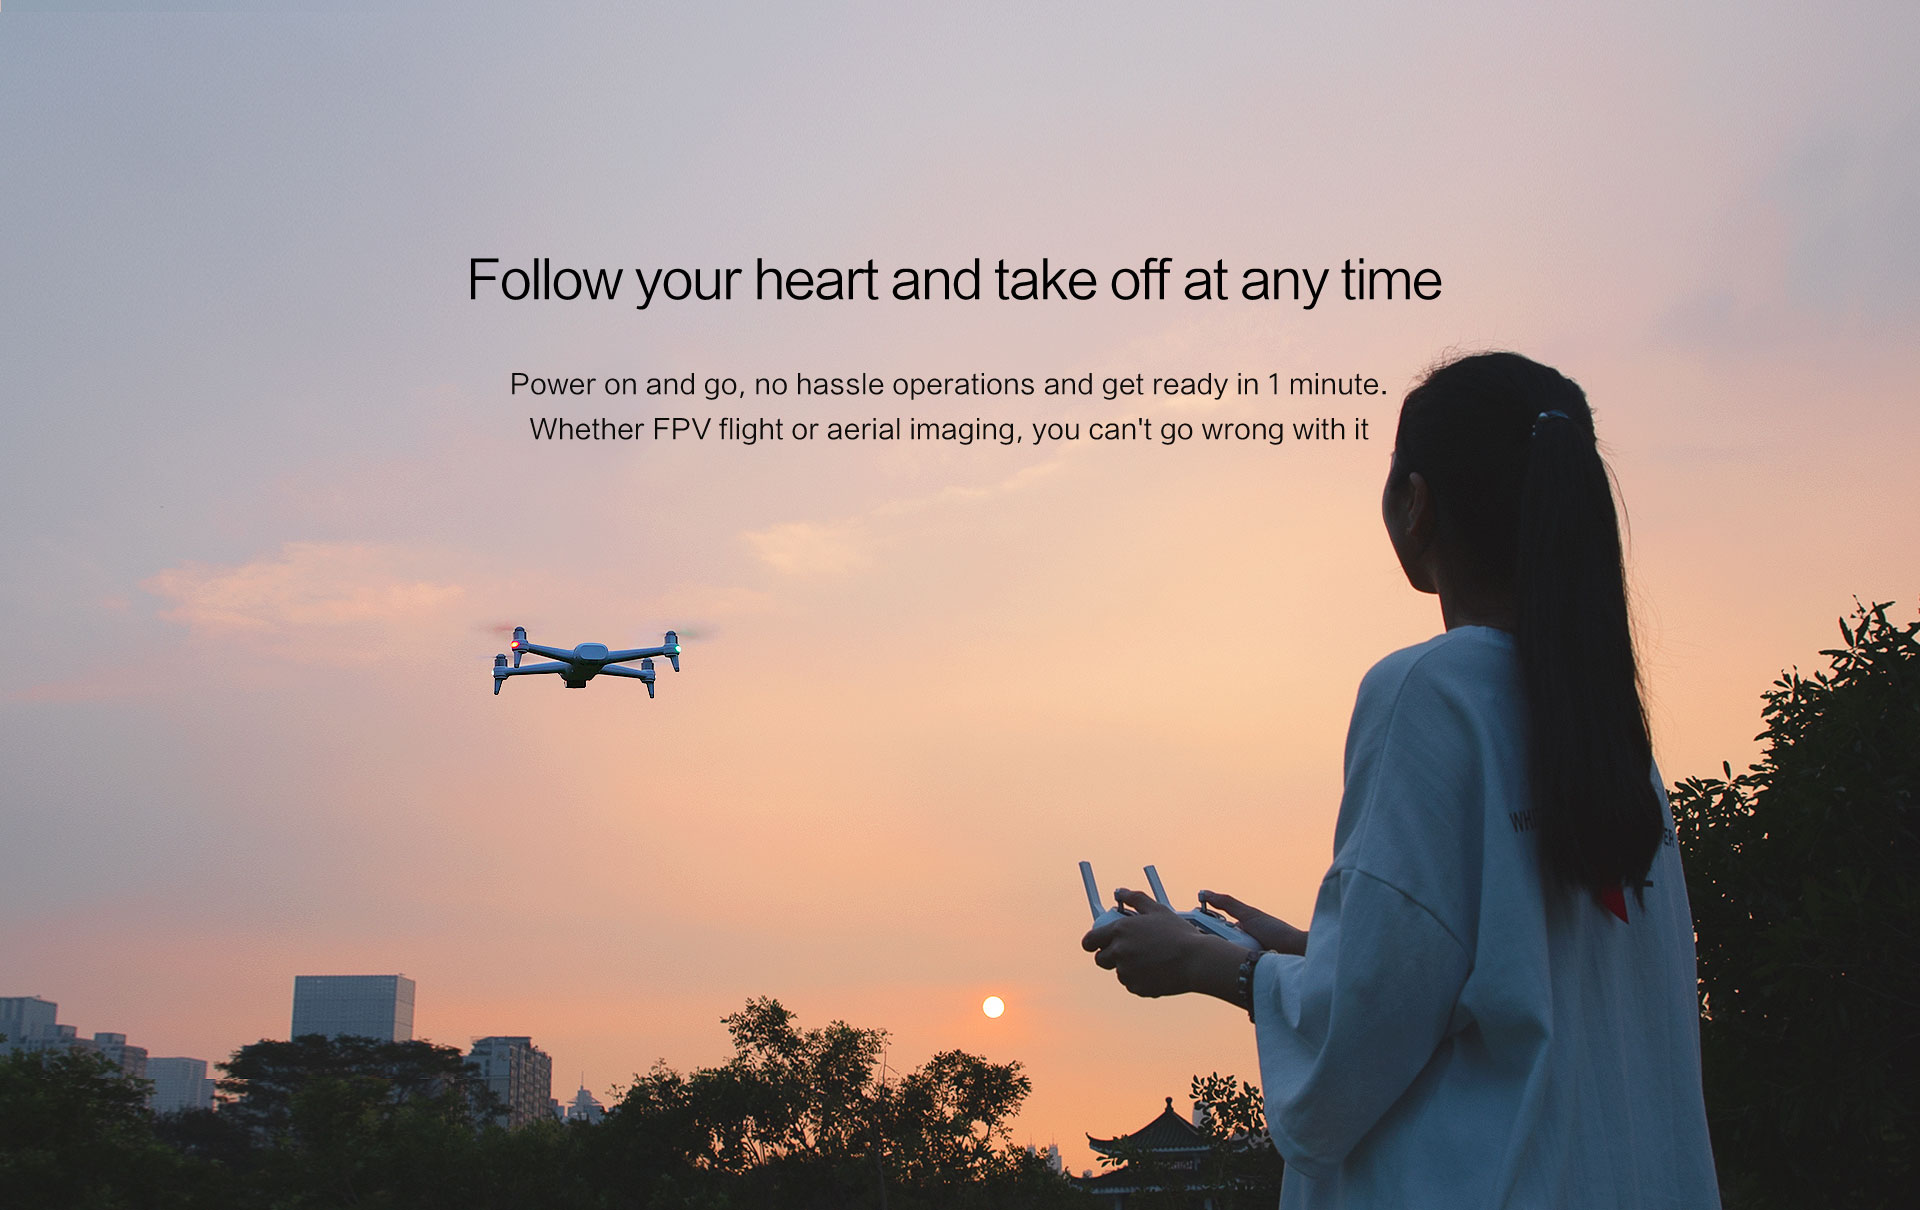 Follow your heart and take off at any time
Power on and go, no hassle operations and get ready in 1 minute.
Whether FPV flight or aerial imaging, you can't go wrong with it